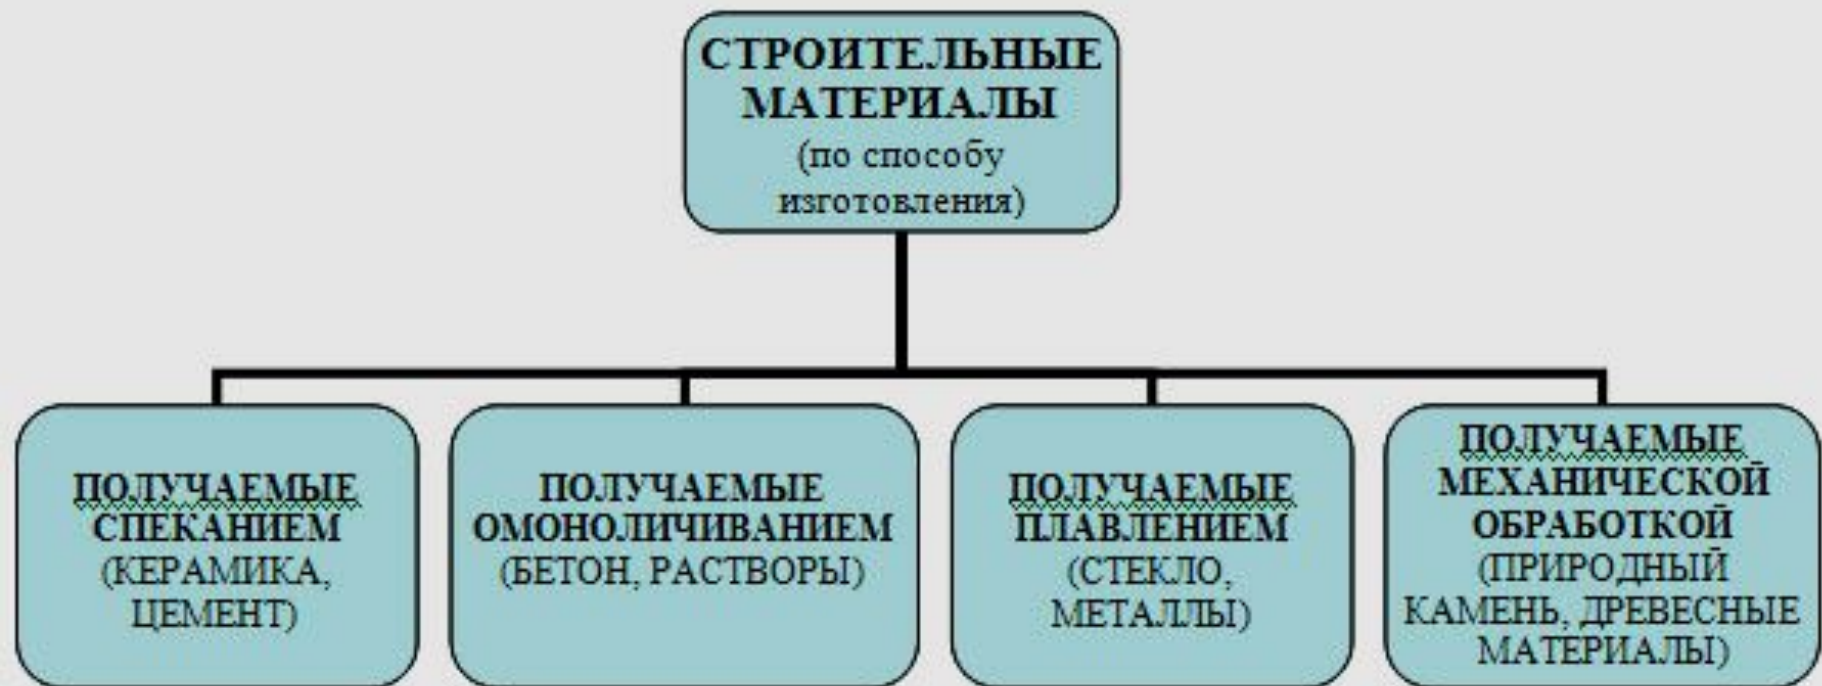 СТРОИТЕЛЬНЫЕ
МАТЕРИАЛЫ
(по способу
изготовления)
ПОЛУЧАЕМЫЕ
СПЕКАНИЕМ
(КЕРАМИКА,
ЦЕМЕНТ)
ПОЛУЧАЕМЫЕ
ОМОНОЛИЧИВАНИЕМ
(БЕТОН, РАСТВОРЫ)
ПОЛУЧАЕМЫЕ
ПЛАВЛЕНИЕМ
(СТЕКЛО,
МЕТАЛЛЫ)
ПОЛУЧАЕМЫЕ
МЕХАНИЧЕСКОЙ
ОБРАБОТКОЙ
(ПРИРОДНЫЙ
КАМЕНЬ, ДРЕВЕСНЫЕ
МАТЕРИАЛЫ)